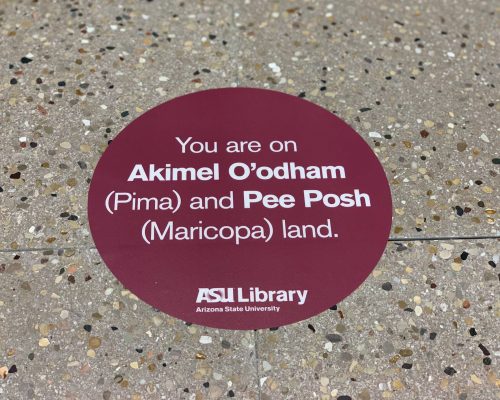 You are on
Akimel O'odham
(Pima) and Pee Posh
(Maricopa) land.
ASU Library
Arizona State University